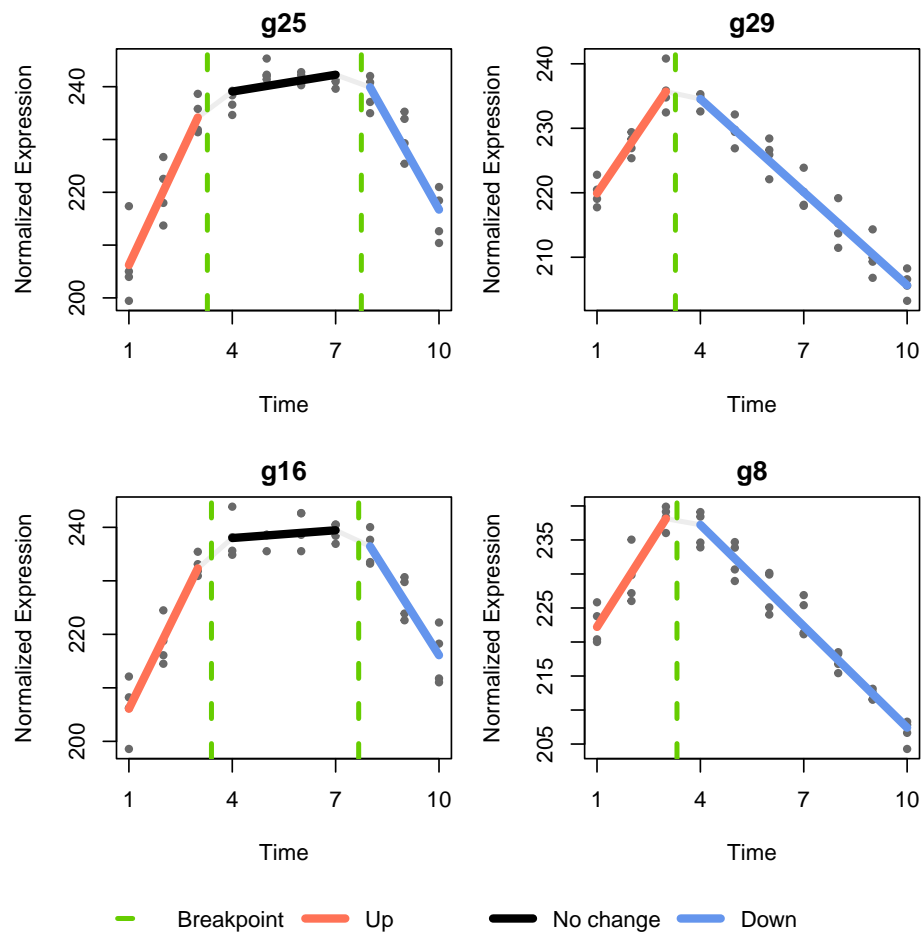 g25
g29
Normalized Expression
200
220
240
1
4
7
10
Time
Normalized Expression
210
220
230
240
1
4
7
10
Time
g16
g8
Normalized Expression
200
220
240
1
4
7
10
Time
Normalized Expression
205
215
225
235
1
4
7
10
Time
Breakpoint Up No change Down